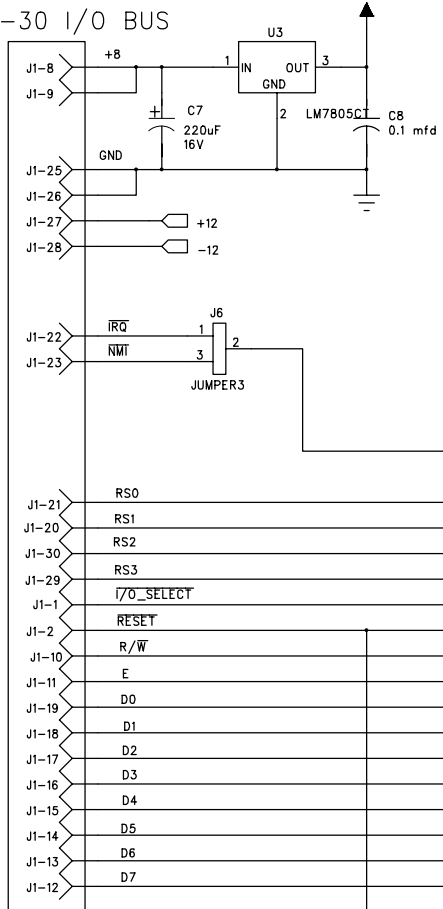 -30 I/O BUS
U3
J1-8 +8 1 IN OUT 3
J1-9
GND
2 LM7805CT
+ C7
220uF
16V
C8
0.1 mfd
J1-25 GND
J1-26
J1-27 +12
J1-28 -12
J6
J1-22 IRQ 1
2
J1-23 NMI 3
JUMPER3
J1-21 RS0
J1-20 RS1
J1-30 RS2
J1-29 RS3
J1-1 I/O_SELECT
J1-2 RESET
J1-10 R/W
J1-11 E
J1-19 D0
J1-18 D1
J1-17 D2
J1-16 D3
J1-15 D4
J1-14 D5
J1-13 D6
J1-12 D7